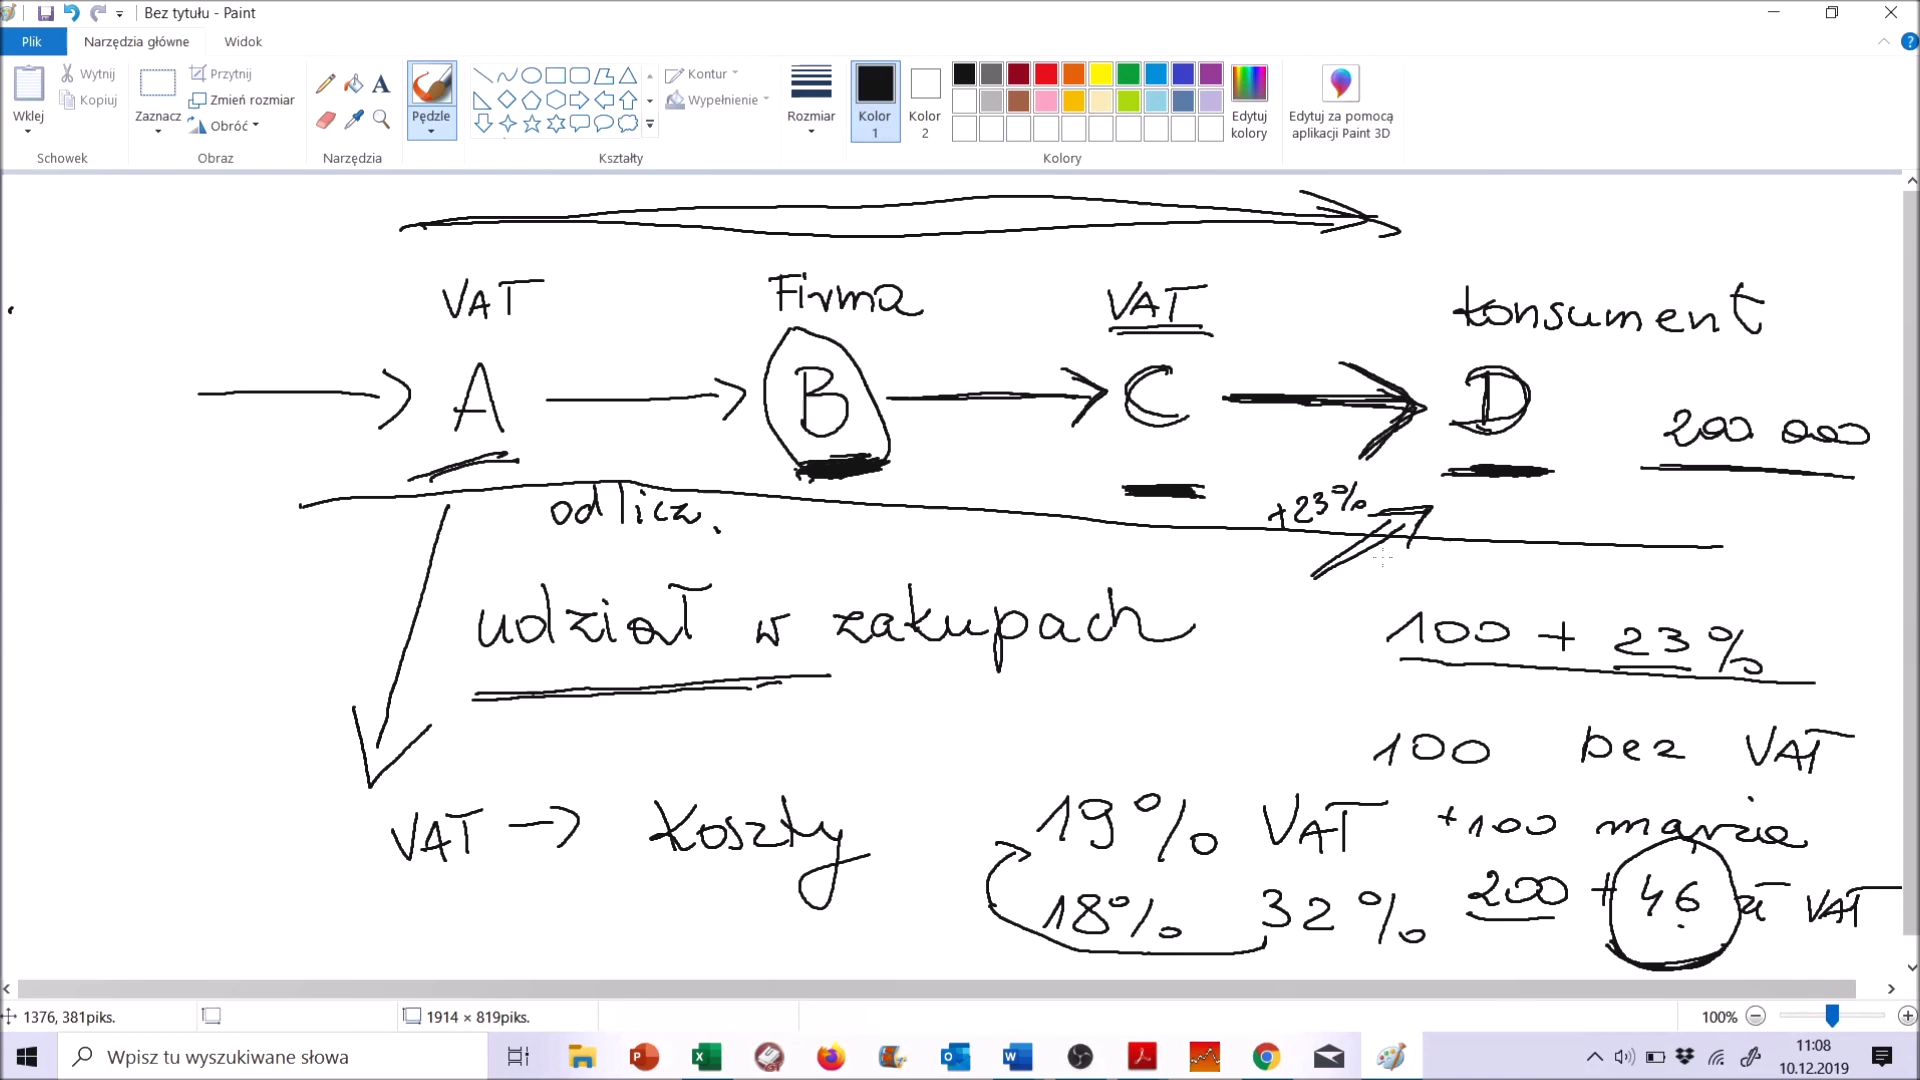 Bez tytułu - Paint
Plik Narzędzia główne Widok
Wklej Wytnij Kopiuj
Zaznacz Przytnij Zmień rozmiar Obróć
Pędzle
Kontur Wypełnienie
Rozmiar
Kolor 1 Kolor 2
Edytuj kolory
Edytuj za pomocą aplikacji Paint 3D
Schowek Obraz Narzędzia Kształty Kolory
VAT Firma VAT Konsument
A B C D
200 000
odlicz. +23%
udział w zakupach
100 + 23%
100 bez VAT
VAT → Koszty 19% VAT +100 marża
18% 32% 200 + 46 zł VAT
1376, 381piks. 1914 × 819piks. 100%
Wpisz tu wyszukiwane słowa
11:08
10.12.2019